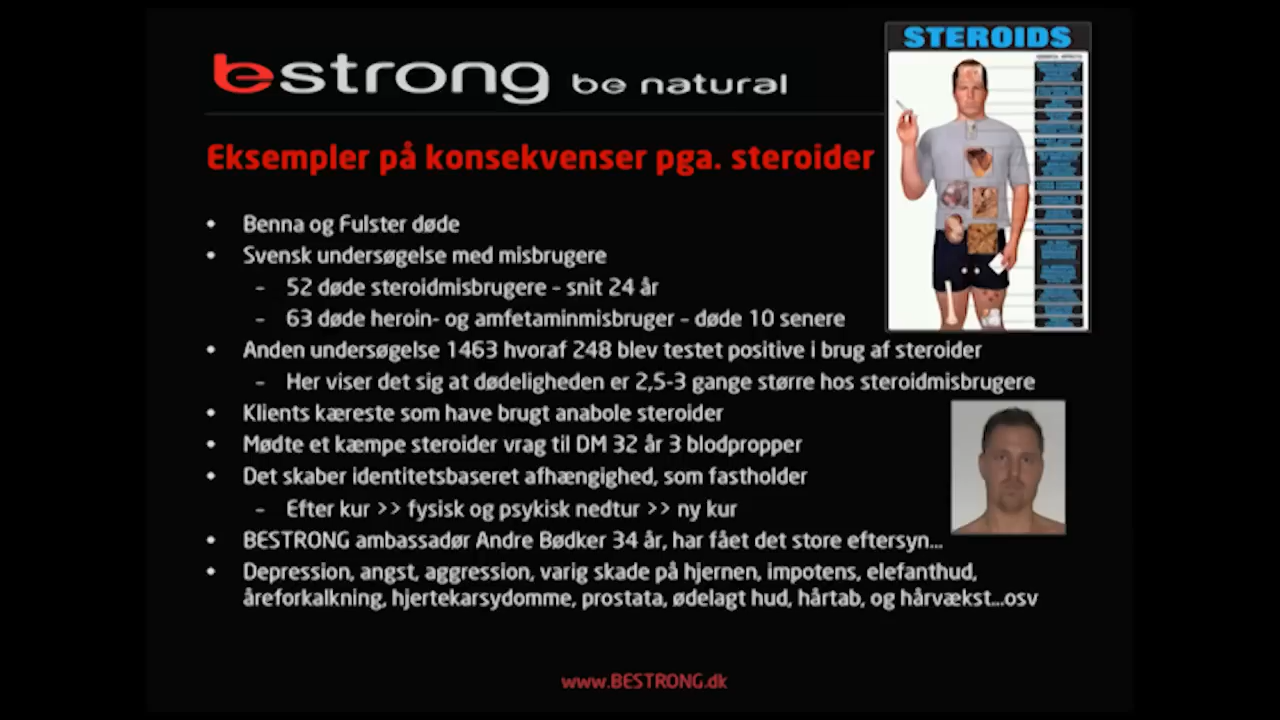 STEROIDS
bestrong be natural
Eksempler på konsekvenser pga. steroider
• Benna og Fulster døde
• Svensk undersøgelse med misbrugere
– 52 døde steroidmisbrugere – snit 24 år
– 63 døde heroin- og amfetaminmisbruger – døde 10 senere
• Anden undersøgelse 1463 hvoraf 248 blev testet positive i brug af steroider
– Her viser det sig at dødeligheden er 2,5-3 gange større hos steroidmisbrugere
• Klients kæreste som have brugt anabole steroider
• Mødte et kæmpe steroider vrag til DM 32 år 3 blodpropper
• Det skaber identitetsbaseret afhængighed, som fastholder
– Efter kur >> fysisk og psykisk nedtur >> ny kur
• BESTRONG ambassadør Andre Bødker 34 år, har fået det store eftersyn...
• Depression, angst, aggression, varig skade på hjernen, impotens, elefanthud,
åreforkalkning, hjertekarsydomme, prostata, ødelagt hud, hårtab, og hårvækst...osv
www.BESTRONG.dk